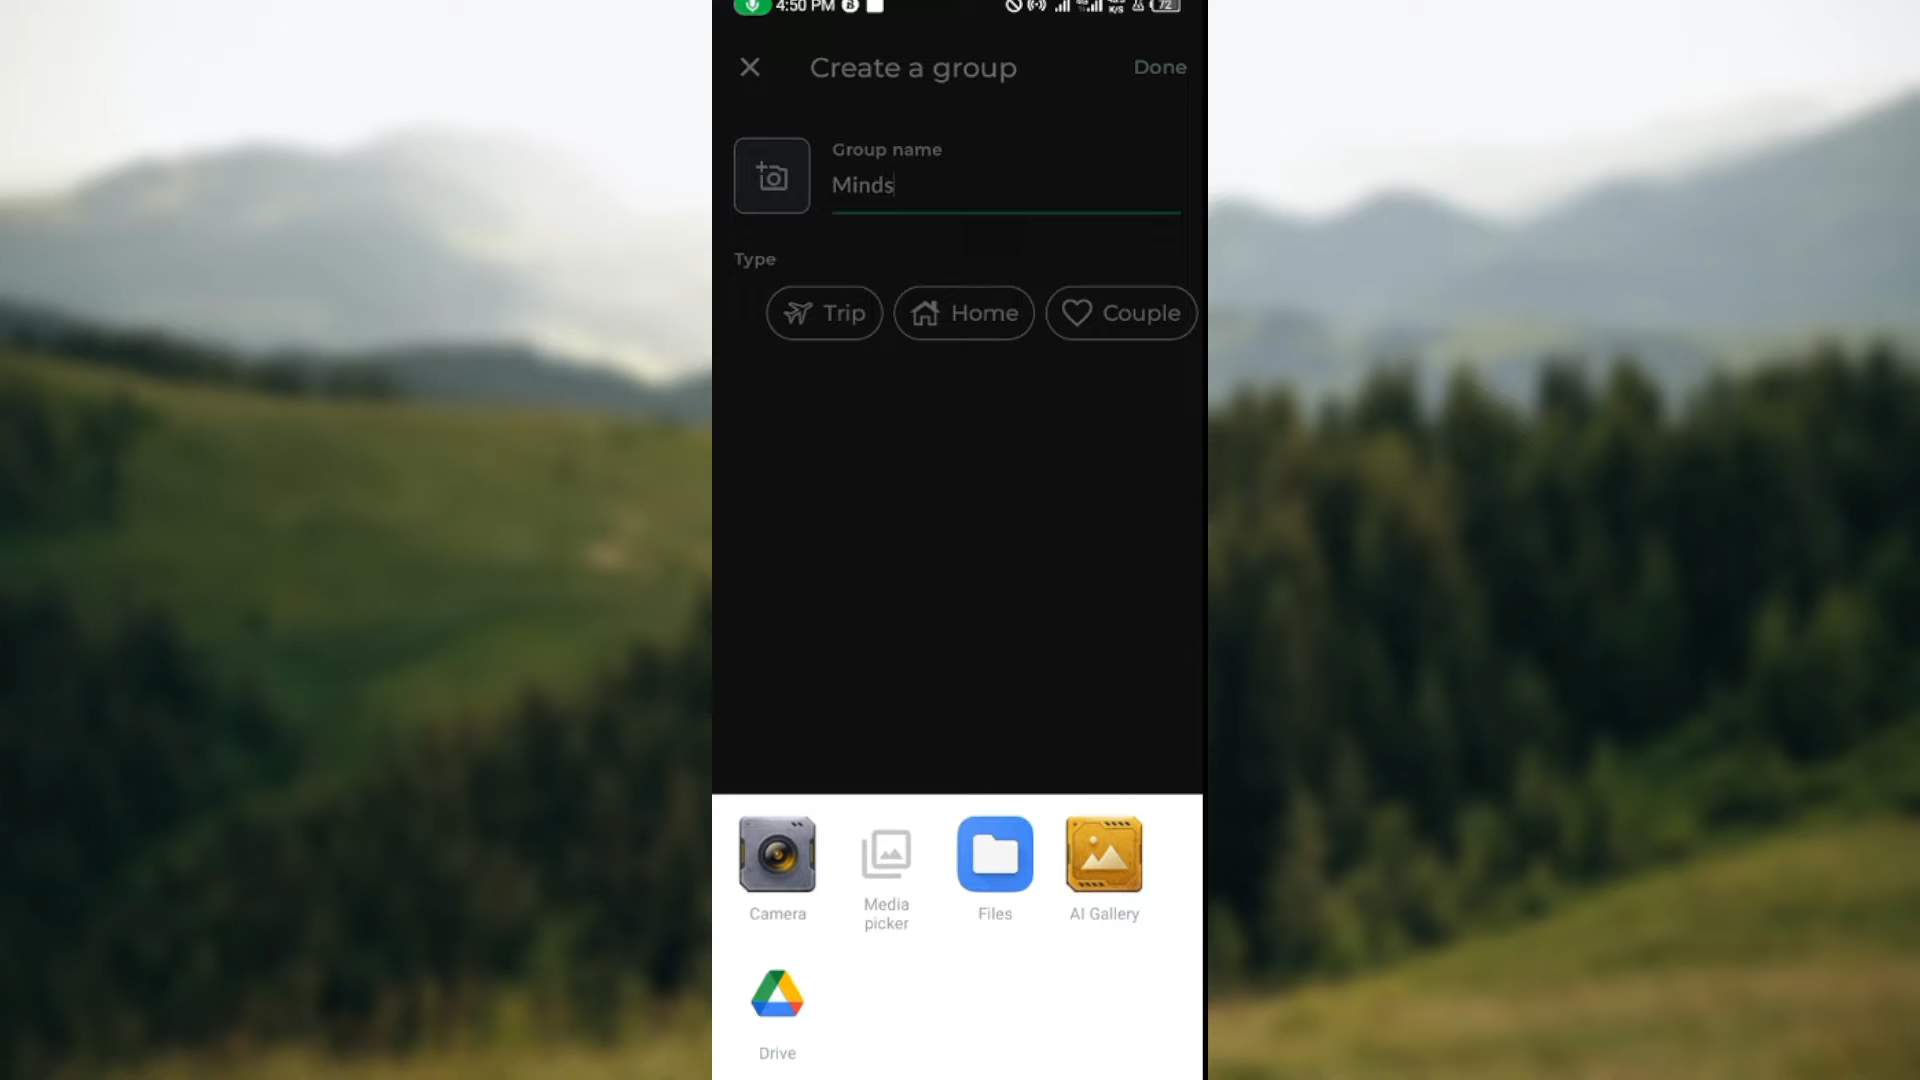 4:50 PM
72
Create a group
Done
Group name
Minds
Type
Trip
Home
Couple
Camera
Media
picker
Files
AI Gallery
Drive